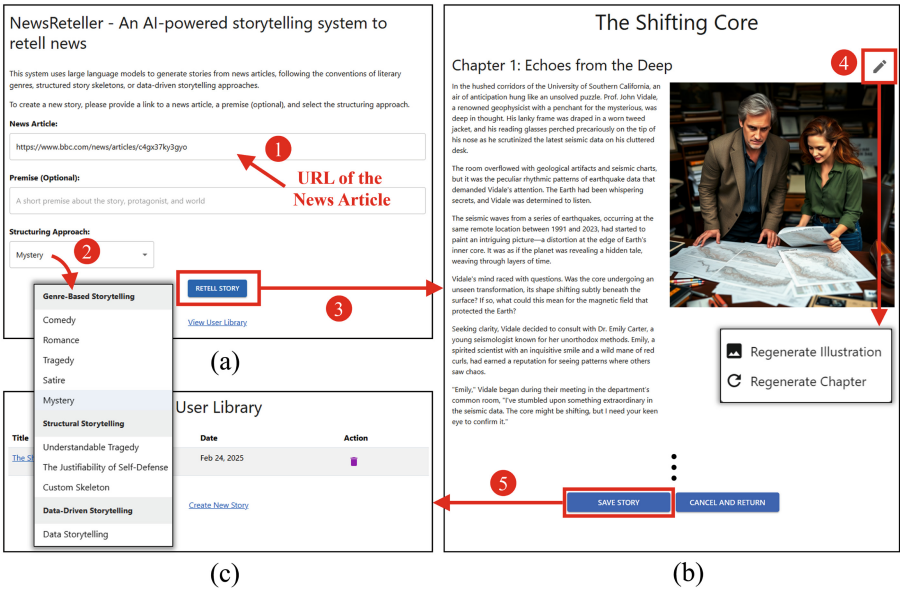 NewsReteller - An AI-powered storytelling system to
retell news
This system uses large language models to generate stories from news articles, following the conventions of literary
genres, structured story skeletons, or data-driven storytelling approaches.
To create a new story, please provide a link to a news article, a premise (optional), and select the structuring approach.
News Article:
https://www.bbc.com/news/articles/c4gx37ky3gyo
1
URL of the
News Article
Premise (Optional):
A short premise about the story, protagonist, and world
Structuring Approach:
Mystery
2
RETELL STORY
3
View User Library
Genre-Based Storytelling
Comedy
Romance
Tragedy
Satire
Mystery
Structural Storytelling
Understandable Tragedy
The Justifiability of Self-Defense
Custom Skeleton
Data-Driven Storytelling
Data Storytelling
(a)
User Library
Title
Date
Action
The S
Feb 24, 2025
Create New Story
(c)
The Shifting Core
4
Chapter 1: Echoes from the Deep
In the hushed corridors of the University of Southern California, an
air of anticipation hung like an unsolved puzzle. Prof. John Vidale,
a renowned geophysicist with a penchant for the mysterious, was
deep in thought. His lanky frame was draped in a worn tweed
jacket, and his reading glasses perched precariously on the tip of
his nose as he scrutinized the latest seismic data on his cluttered
desk.
The room overflowed with geological artifacts and seismic charts,
but it was the peculiar rhythmic patterns of earthquake data that
demanded Vidale's attention. The Earth had been whispering
secrets, and Vidale was determined to listen.
The seismic waves from a series of earthquakes, occurring at the
same remote location between 1991 and 2023, had started to
paint an intriguing picture—a distortion at the edge of Earth's
inner core. It was as if the planet was revealing a hidden tale,
weaving through layers of time.
Vidale's mind raced with questions. Was the core undergoing an
unseen transformation, its shape shifting subtly beneath the
surface? If so, what could this mean for the magnetic field that
protected the Earth?
Seeking clarity, Vidale decided to consult with Dr. Emily Carter, a
young seismologist known for her unorthodox methods. Emily, a
spirited scientist with an inquisitive smile and a wild mane of red
curls, had earned a reputation for seeing patterns where others
saw chaos.
"Emily," Vidale began during their meeting in the department's
common room, "I've stumbled upon something extraordinary in
the seismic data. The core might be shifting, but I need your keen
eye to confirm it."
Regenerate Illustration
Regenerate Chapter
5
SAVE STORY
CANCEL AND RETURN
(b)